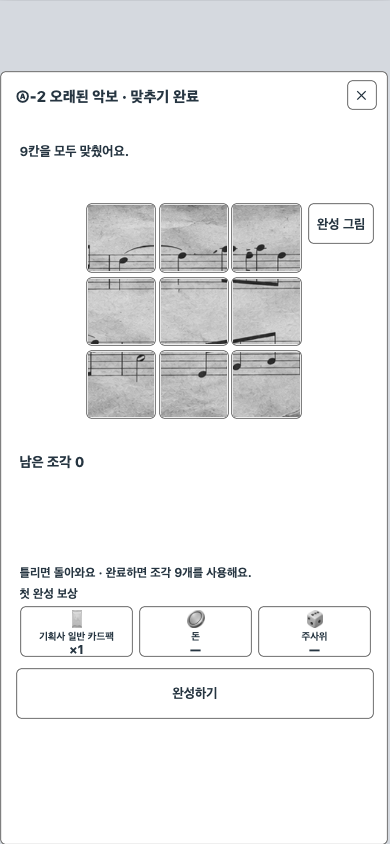 Ⓐ-2 오래된 악보 · 맞추기 완료
9칸을 모두 맞췄어요.
완성 그림
남은 조각 0
틀리면 돌아와요 · 완료하면 조각 9개를 사용해요.
첫 완성 보상
기획사 일반 카드팩
×1
돈
—
주사위
—
완성하기